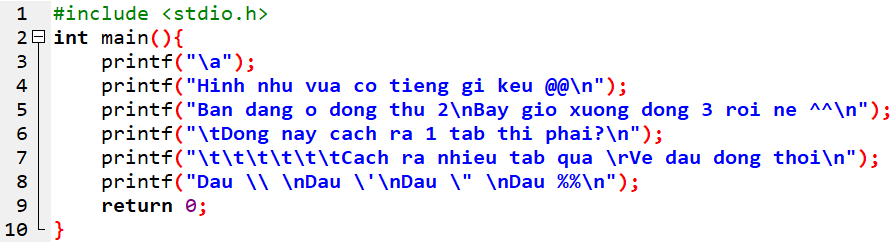 1 #include <stdio.h>
2 int main(){
3 printf("\a");
4 printf("Hinh nhu vua co tieng gi keu @@\n");
5 printf("Ban dang o dong thu 2\nBay gio xuong dong 3 roi ne ^^\n");
6 printf("\tDong nay cach ra 1 tab thi phai?\n");
7 printf("\t\t\t\t\t\tCach ra nhieu tab qua \rVe dau dong thoi\n");
8 printf("Dau \\ \nDau \'\nDau \" \nDau %%\n");
9 return 0;
10 }